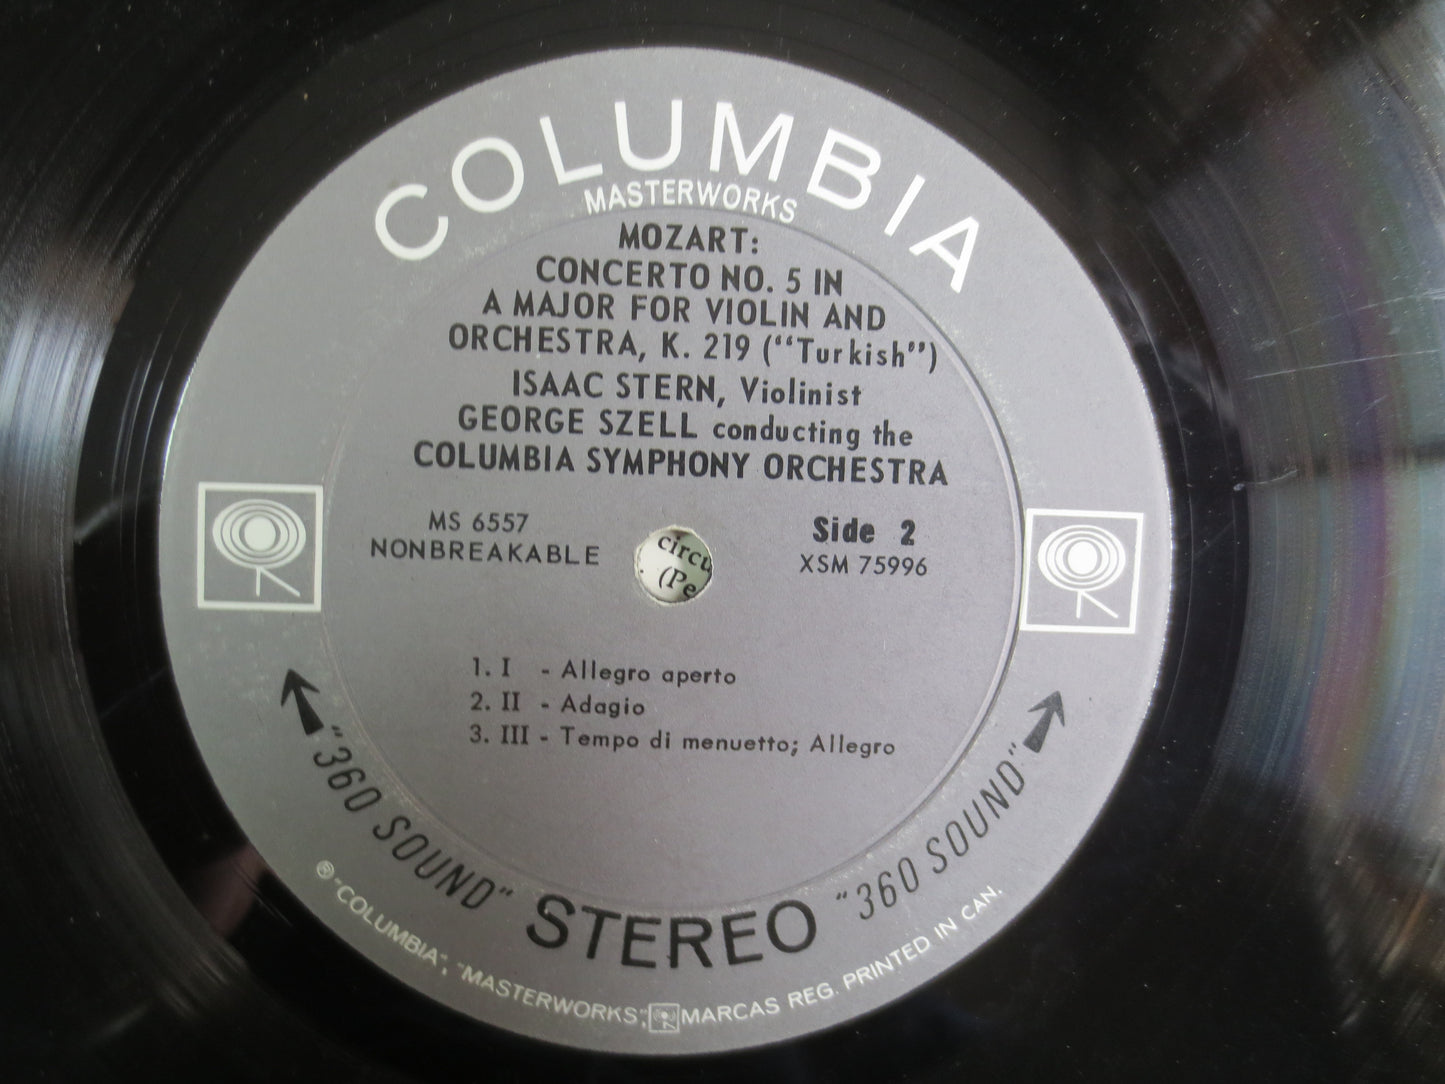 COLUMBIA
MASTERWORKS
MOZART:
CONCERTO NO. 5 IN
A MAJOR FOR VIOLIN AND
ORCHESTRA, K. 219 ("Turkish")
ISAAC STERN, Violinist
GEORGE SZELL conducting the
COLUMBIA SYMPHONY ORCHESTRA
MS 6557
NONBREAKABLE
Side 2
XSM 75996
circu
(Pe
1. I - Allegro aperto
2. II - Adagio
3. III - Tempo di menuetto; Allegro
"360 SOUND" STEREO "360 SOUND"
® "COLUMBIA", "MASTERWORKS", MARCAS REG. PRINTED IN CAN.